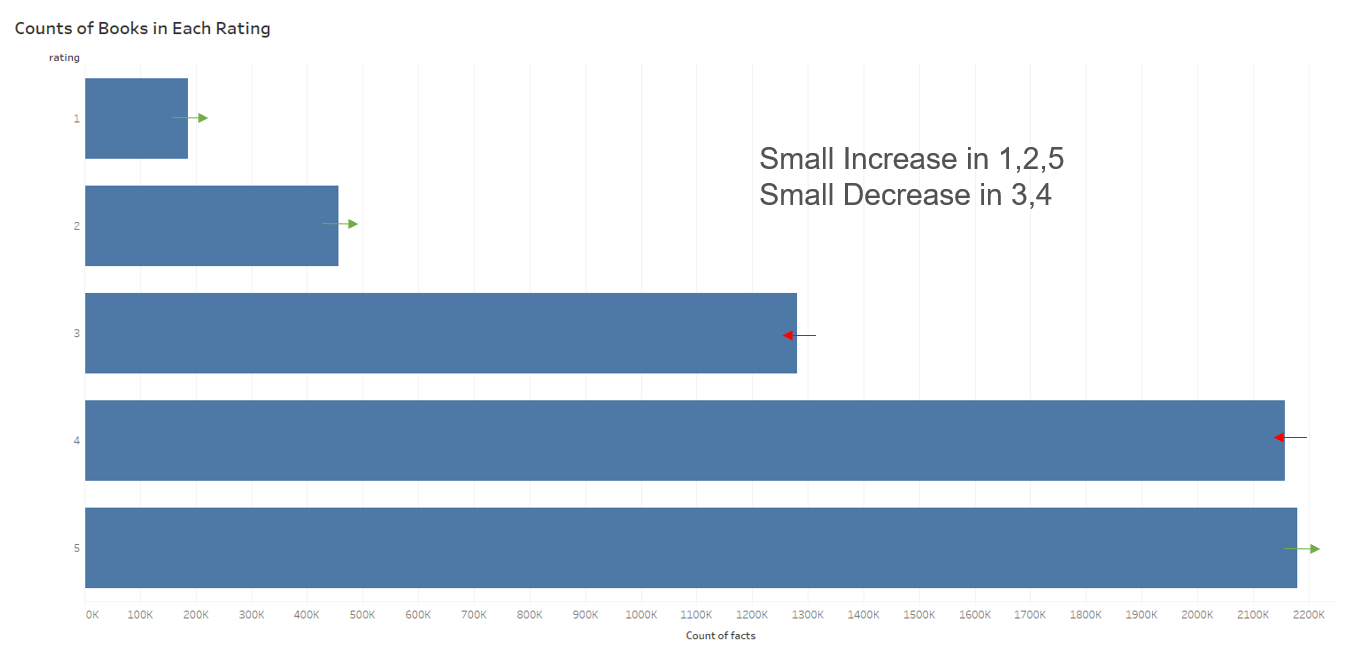 Counts of Books in Each Rating
rating
1
2
3
4
5
Small Increase in 1,2,5
Small Decrease in 3,4
0K 100K 200K 300K 400K 500K 600K 700K 800K 900K 1000K 1100K 1200K 1300K 1400K 1500K 1600K 1700K 1800K 1900K 2000K 2100K 2200K
Count of facts